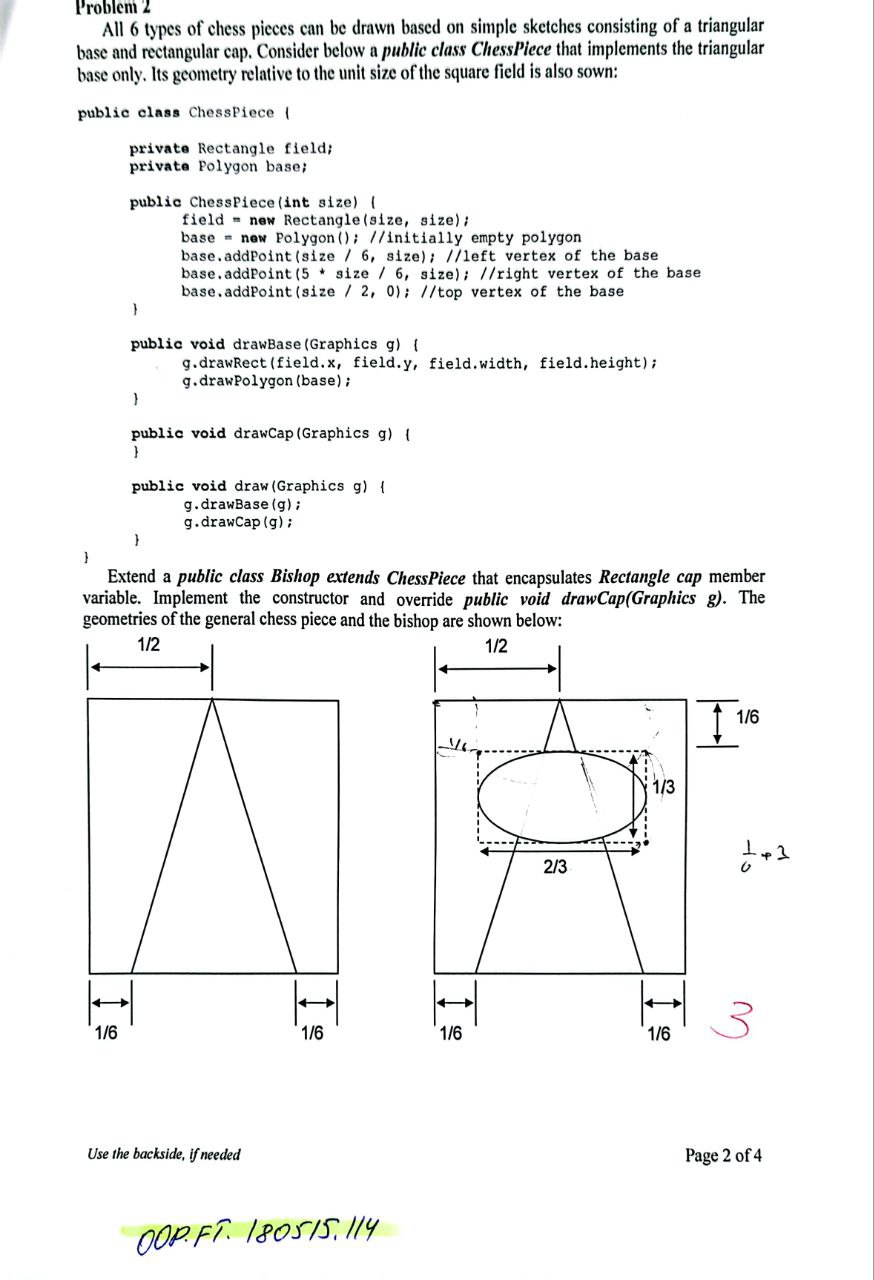 Problem 2
All 6 types of chess pieces can be drawn based on simple sketches consisting of a triangular
base and rectangular cap. Consider below a public class ChessPiece that implements the triangular
base only. Its geometry relative to the unit size of the square field is also sown:
public class ChessPiece {
private Rectangle field;
private Polygon base;
public ChessPiece(int size) {
field = new Rectangle(size, size);
base = new Polygon(); //initially empty polygon
base.addPoint(size / 6, size); //left vertex of the base
base.addPoint(5 * size / 6, size); //right vertex of the base
base.addPoint(size / 2, 0); //top vertex of the base
}
public void drawBase(Graphics g) {
g.drawRect(field.x, field.y, field.width, field.height);
g.drawPolygon(base);
}
public void drawCap(Graphics g) {
}
public void draw(Graphics g) {
g.drawBase(g);
g.drawCap(g);
}
}
Extend a public class Bishop extends ChessPiece that encapsulates Rectangle cap member
variable. Implement the constructor and override public void drawCap(Graphics g). The
geometries of the general chess piece and the bishop are shown below:
1/2 1/2
1/6
1/6
1/3
2/3
1/6 1/6 1/6 1/6
3
Use the backside, if needed Page 2 of 4
OOP.FT. 180515.114